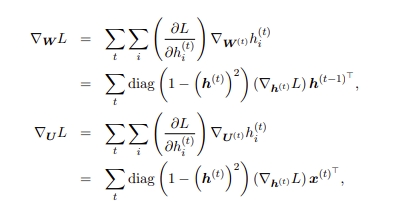 ∇_W L = ∑_t ∑_i (∂L / ∂h_i^(t)) ∇_{W^(t)} h_i^(t)
= ∑_t diag (1 − (h^(t))^2) (∇_{h^(t)} L) h^(t−1)⊤,
∇_U L = ∑_t ∑_i (∂L / ∂h_i^(t)) ∇_{U^(t)} h_i^(t)
= ∑_t diag (1 − (h^(t))^2) (∇_{h^(t)} L) x^(t)⊤,